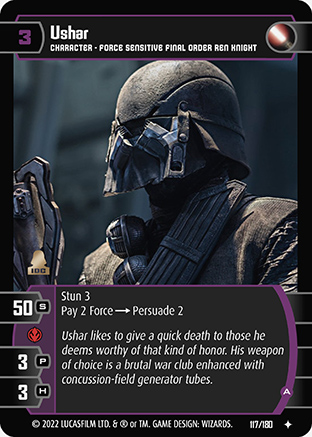 3
Ushar
CHARACTER - FORCE SENSITIVE FINAL ORDER REN KNIGHT
IDC
50 S
Stun 3
Pay 2 Force → Persuade 2
3 P
3 H
Ushar likes to give a quick death to those he
deems worthy of that kind of honor. His weapon
of choice is a brutal war club enhanced with
concussion-field generator tubes.
A
© 2022 LUCASFILM LTD. & ® or TM. GAME DESIGN: WIZARDS. 117/180